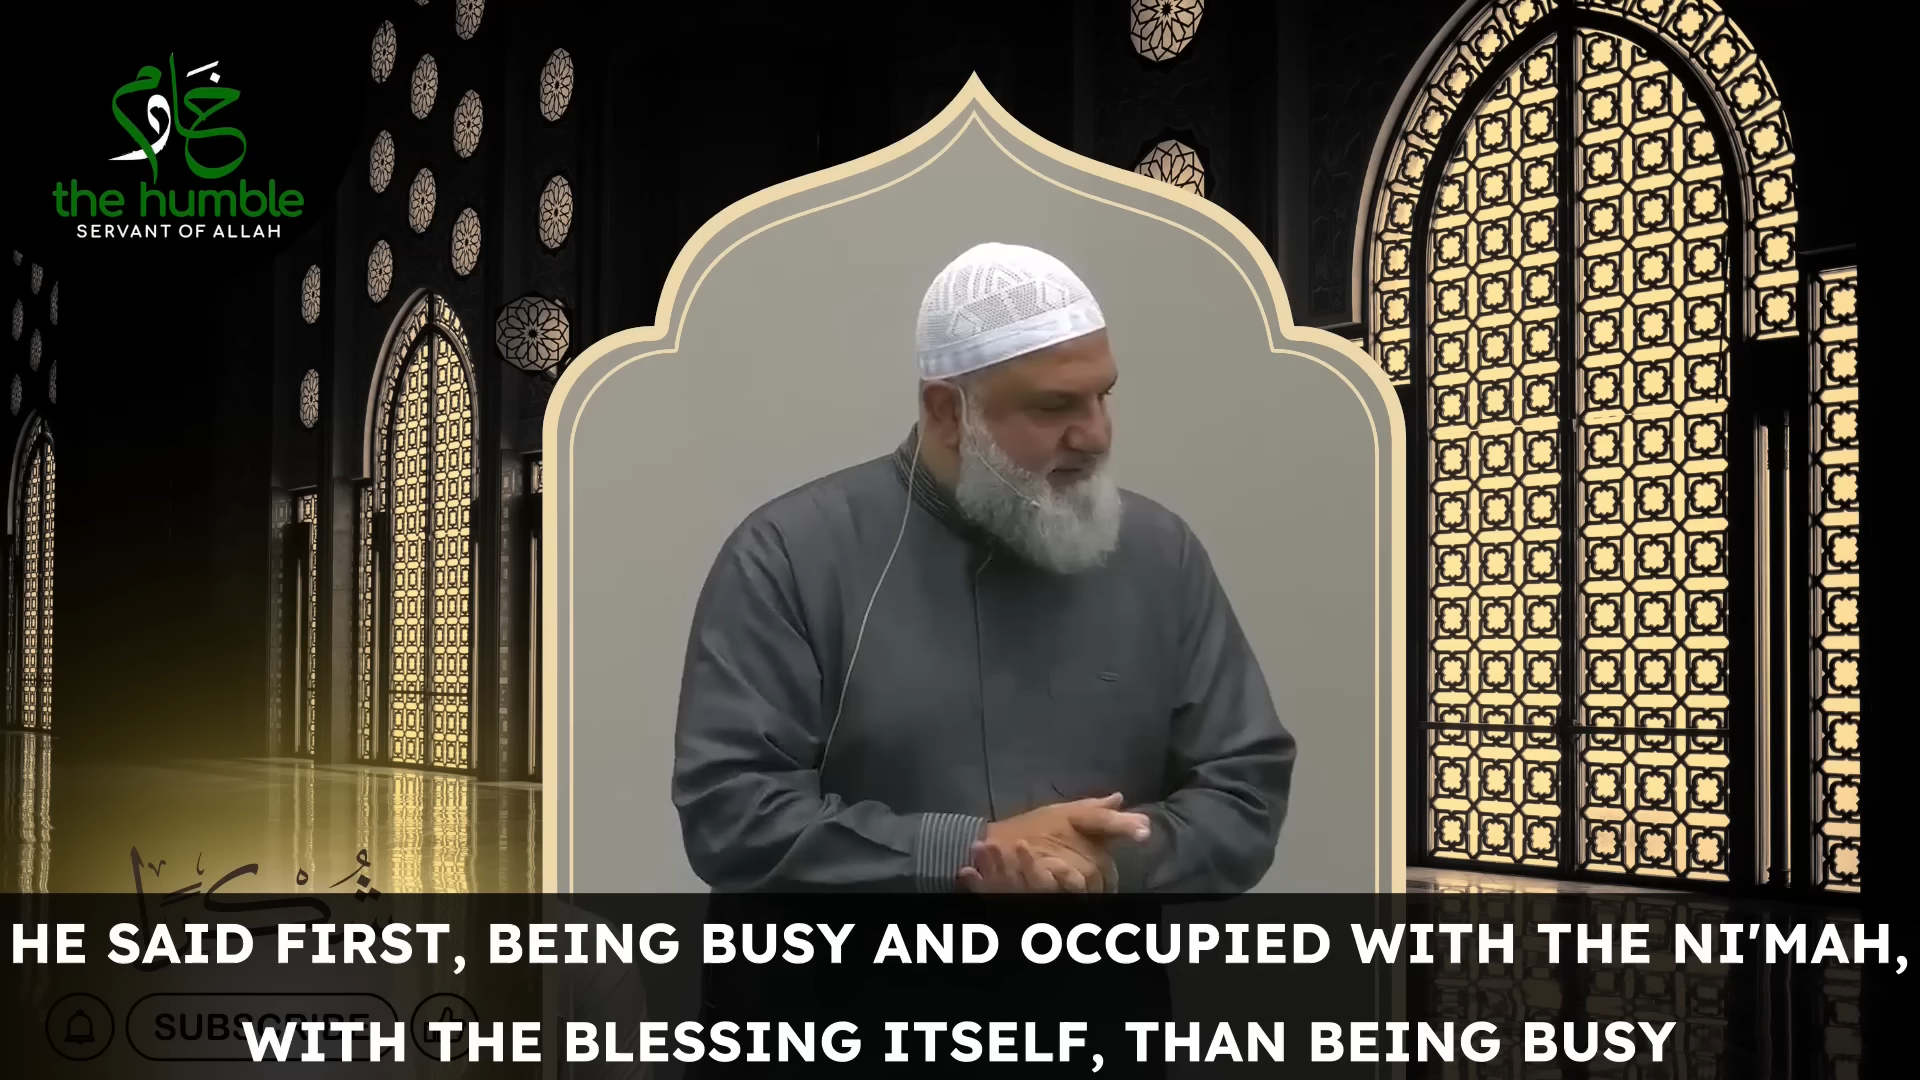 خادم
the humble
SERVANT OF ALLAH
شُكْرًا
SUBSCRIBE
HE SAID FIRST, BEING BUSY AND OCCUPIED WITH THE NI'MAH,
WITH THE BLESSING ITSELF, THAN BEING BUSY